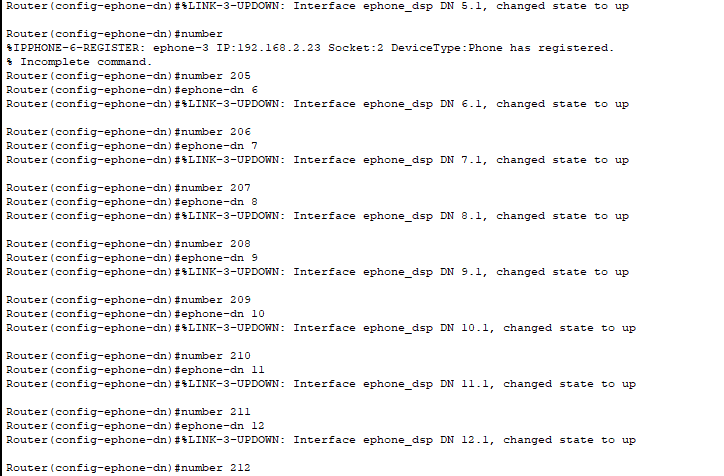 Router(config-ephone-dn)#%LINK-3-UPDOWN: Interface ephone_dsp DN 5.1, changed state to up
Router(config-ephone-dn)#number
%IPPHONE-6-REGISTER: ephone-3 IP:192.168.2.23 Socket:2 DeviceType:Phone has registered.
% Incomplete command.
Router(config-ephone-dn)#number 205
Router(config-ephone-dn)#ephone-dn 6
Router(config-ephone-dn)#%LINK-3-UPDOWN: Interface ephone_dsp DN 6.1, changed state to up
Router(config-ephone-dn)#number 206
Router(config-ephone-dn)#ephone-dn 7
Router(config-ephone-dn)#%LINK-3-UPDOWN: Interface ephone_dsp DN 7.1, changed state to up
Router(config-ephone-dn)#number 207
Router(config-ephone-dn)#ephone-dn 8
Router(config-ephone-dn)#%LINK-3-UPDOWN: Interface ephone_dsp DN 8.1, changed state to up
Router(config-ephone-dn)#number 208
Router(config-ephone-dn)#ephone-dn 9
Router(config-ephone-dn)#%LINK-3-UPDOWN: Interface ephone_dsp DN 9.1, changed state to up
Router(config-ephone-dn)#number 209
Router(config-ephone-dn)#ephone-dn 10
Router(config-ephone-dn)#%LINK-3-UPDOWN: Interface ephone_dsp DN 10.1, changed state to up
Router(config-ephone-dn)#number 210
Router(config-ephone-dn)#ephone-dn 11
Router(config-ephone-dn)#%LINK-3-UPDOWN: Interface ephone_dsp DN 11.1, changed state to up
Router(config-ephone-dn)#number 211
Router(config-ephone-dn)#ephone-dn 12
Router(config-ephone-dn)#%LINK-3-UPDOWN: Interface ephone_dsp DN 12.1, changed state to up
Router(config-ephone-dn)#number 212